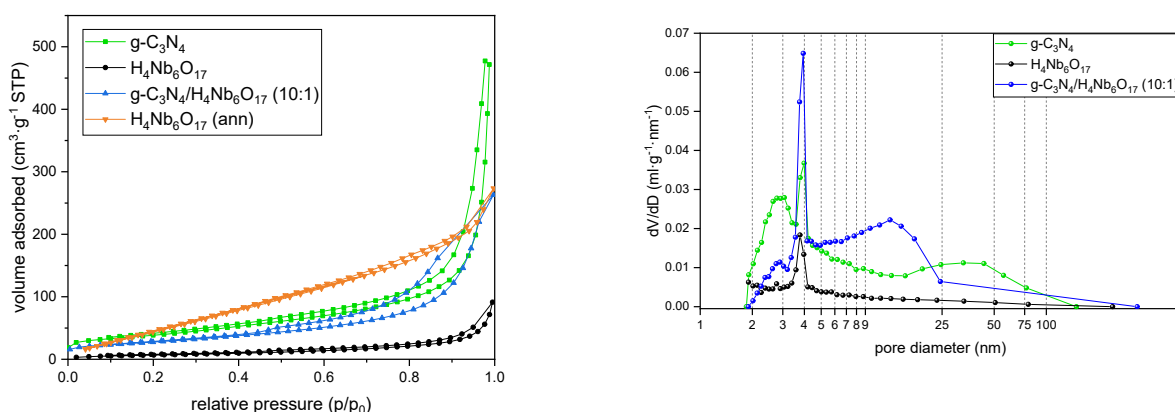 500
400
300
200
100
0
0.0 0.2 0.4 0.6 0.8 1.0
volume adsorbed (cm³·g⁻¹ STP)
relative pressure (p/p₀)
g-C₃N₄
H₄Nb₆O₁₇
g-C₃N₄/H₄Nb₆O₁₇ (10:1)
H₄Nb₆O₁₇ (ann)
0.07
0.06
0.05
0.04
0.03
0.02
0.01
0.00
1 2 3 4 5 6 7 8 9 25 50 75 100
dV/dD (ml·g⁻¹·nm⁻¹)
pore diameter (nm)
g-C₃N₄
H₄Nb₆O₁₇
g-C₃N₄/H₄Nb₆O₁₇ (10:1)